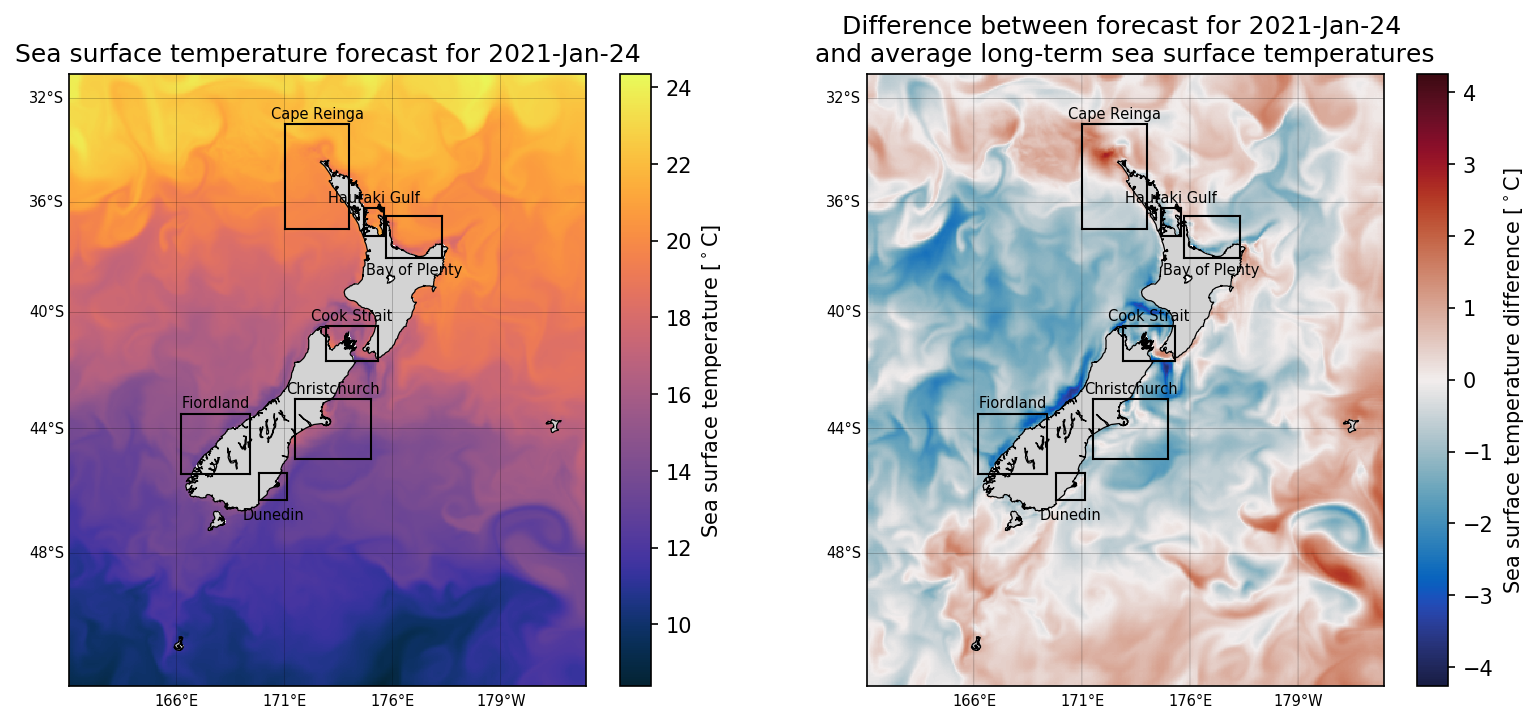 Sea surface temperature forecast for 2021-Jan-24
32°S
36°S
40°S
44°S
48°S
166°E
171°E
176°E
179°W
Cape Reinga
Hauraki Gulf
Bay of Plenty
Cook Strait
Christchurch
Fiordland
Dunedin
24
22
20
18
16
14
12
10
Sea surface temperature [ °C]
Difference between forecast for 2021-Jan-24
and average long-term sea surface temperatures
32°S
36°S
40°S
44°S
48°S
166°E
171°E
176°E
179°W
Cape Reinga
Hauraki Gulf
Bay of Plenty
Cook Strait
Christchurch
Fiordland
Dunedin
4
3
2
1
0
−1
−2
−3
−4
Sea surface temperature difference [ °C]